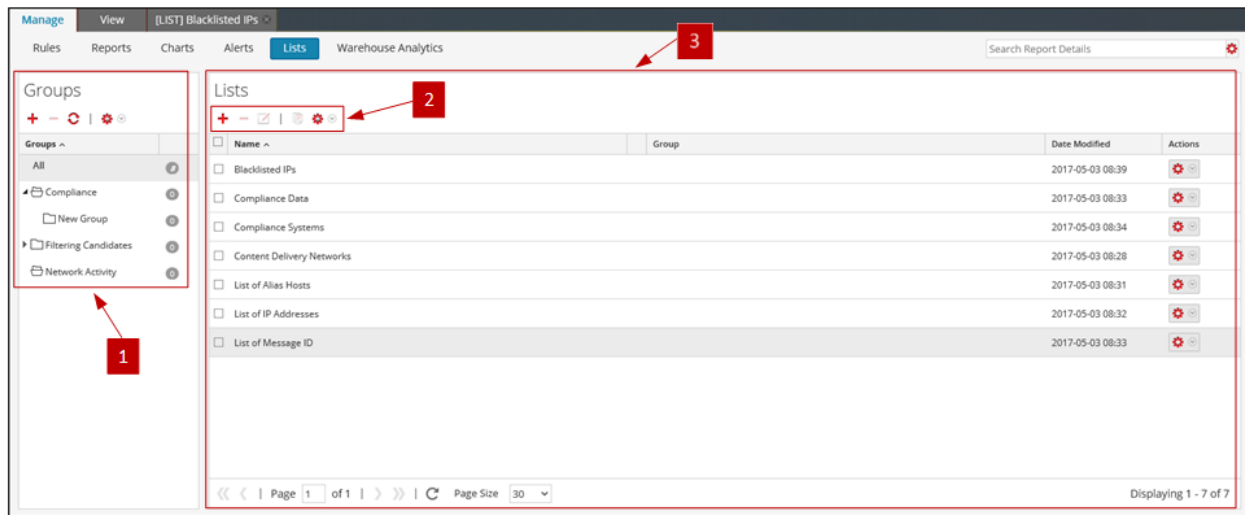 Manage View [LIST] Blacklisted IPs
Rules Reports Charts Alerts Lists Warehouse Analytics
Search Report Details
3
Groups
Groups
All
Compliance 0
New Group 0
Filtering Candidates 0
Network Activity 0
1
Lists
2
Name Group Date Modified Actions
Blacklisted IPs 2017-05-03 08:39
Compliance Data 2017-05-03 08:33
Compliance Systems 2017-05-03 08:34
Content Delivery Networks 2017-05-03 08:28
List of Alias Hosts 2017-05-03 08:31
List of IP Addresses 2017-05-03 08:32
List of Message ID 2017-05-03 08:33
Page 1 of 1 Page Size 30 Displaying 1 - 7 of 7